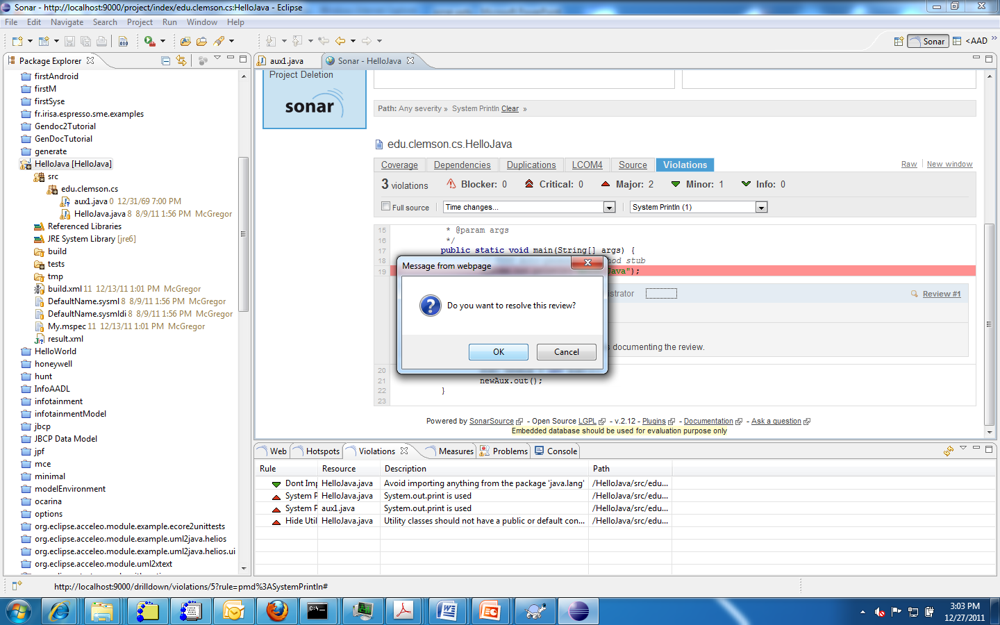 Sonar - http://localhost:9000/project/index/edu.clemson.cs:HelloJava - Eclipse
File Edit Navigate Search Project Run Window Help
Sonar <AAD
Package Explorer
firstAndroid
firstM
firstSyse
fr.irisa.espresso.sme.examples
Gendoc2Tutorial
GenDocTutorial
generate
HelloJava [HelloJava]
src
edu.clemson.cs
aux1.java 0 12/31/69 7:00 PM
HelloJava.java 8 8/9/11 1:56 PM McGregor
Referenced Libraries
JRE System Library [jre6]
build
tests
tmp
build.xml 11 12/13/11 1:01 PM McGregor
DefaultName.sysml 8 8/9/11 1:56 PM McGregor
DefaultName.sysmldi 8 8/9/11 1:56 PM McGregor
My.mspec 11 12/13/11 1:01 PM McGregor
result.xml
HelloWorld
honeywell
hunt
InfoAADL
infotainment
infotainmentModel
jbcp
JBCP Data Model
jpf
mce
minimal
modelEnvironment
ocarina
options
org.eclipse.acceleo.module.example.ecore2unittests
org.eclipse.acceleo.module.example.uml2java.helios
org.eclipse.acceleo.module.example.uml2java.helios.ui
org.eclipse.acceleo.module.uml2xtext
aux1.java Sonar - HelloJava
Project Deletion
sonar
Path: Any severity » System Println Clear »
edu.clemson.cs.HelloJava
Coverage Dependencies Duplications LCOM4 Source Violations Raw New window
3 violations Blocker: 0 Critical: 0 Major: 2 Minor: 1 Info: 0
Full source Time changes... System Println (1)
15 * @param args
16 */
17 public static void main(String[] args) {
18 od stub
19 Java");
strator Review #1
s documenting the review.
20
21 newAux.out();
22 }
23
Message from webpage
Do you want to resolve this review?
OK Cancel
Powered by SonarSource - Open Source LGPL - v.2.12 - Plugins - Documentation - Ask a question
Embedded database should be used for evaluation purpose only
Web Hotspots Violations Measures Problems Console
Rule Resource Description Path
Dont Imp HelloJava.java Avoid importing anything from the package 'java.lang' /HelloJava/src/edu...
System P HelloJava.java System.out.print is used /HelloJava/src/edu...
System P aux1.java System.out.print is used /HelloJava/src/edu...
Hide Util HelloJava.java Utility classes should not have a public or default con... /HelloJava/src/edu...
http://localhost:9000/drilldown/violations/5?rule=pmd%3ASystemPrintln#
3:03 PM
12/27/2011